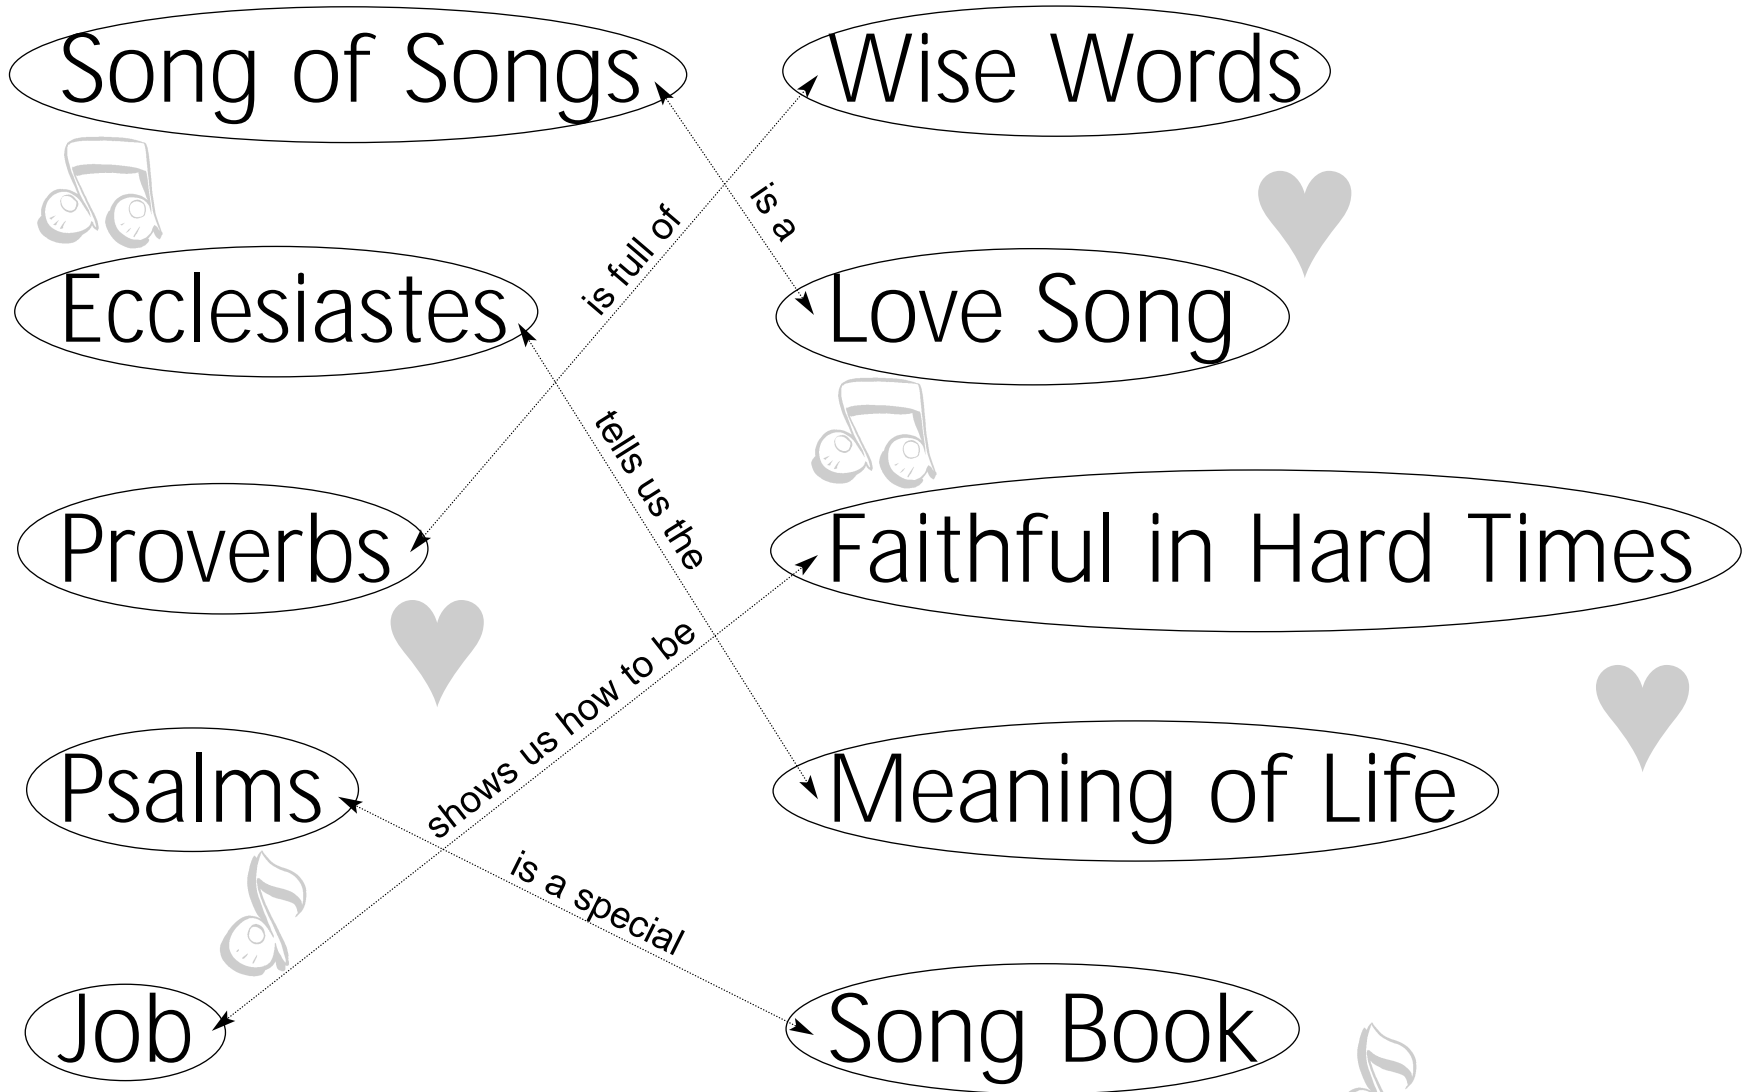 Song of Songs
Wise Words
is a
is full of
Ecclesiastes
Love Song
tells us the
Proverbs
Faithful in Hard Times
shows us how to be
Psalms
Meaning of Life
is a special
Job
Song Book